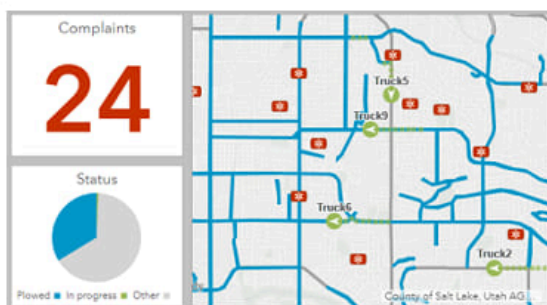 Complaints
24
Status
Plowed In progress Other
Truck5
Truck9
Truck6
Truck2
County of Salt Lake, Utah AG